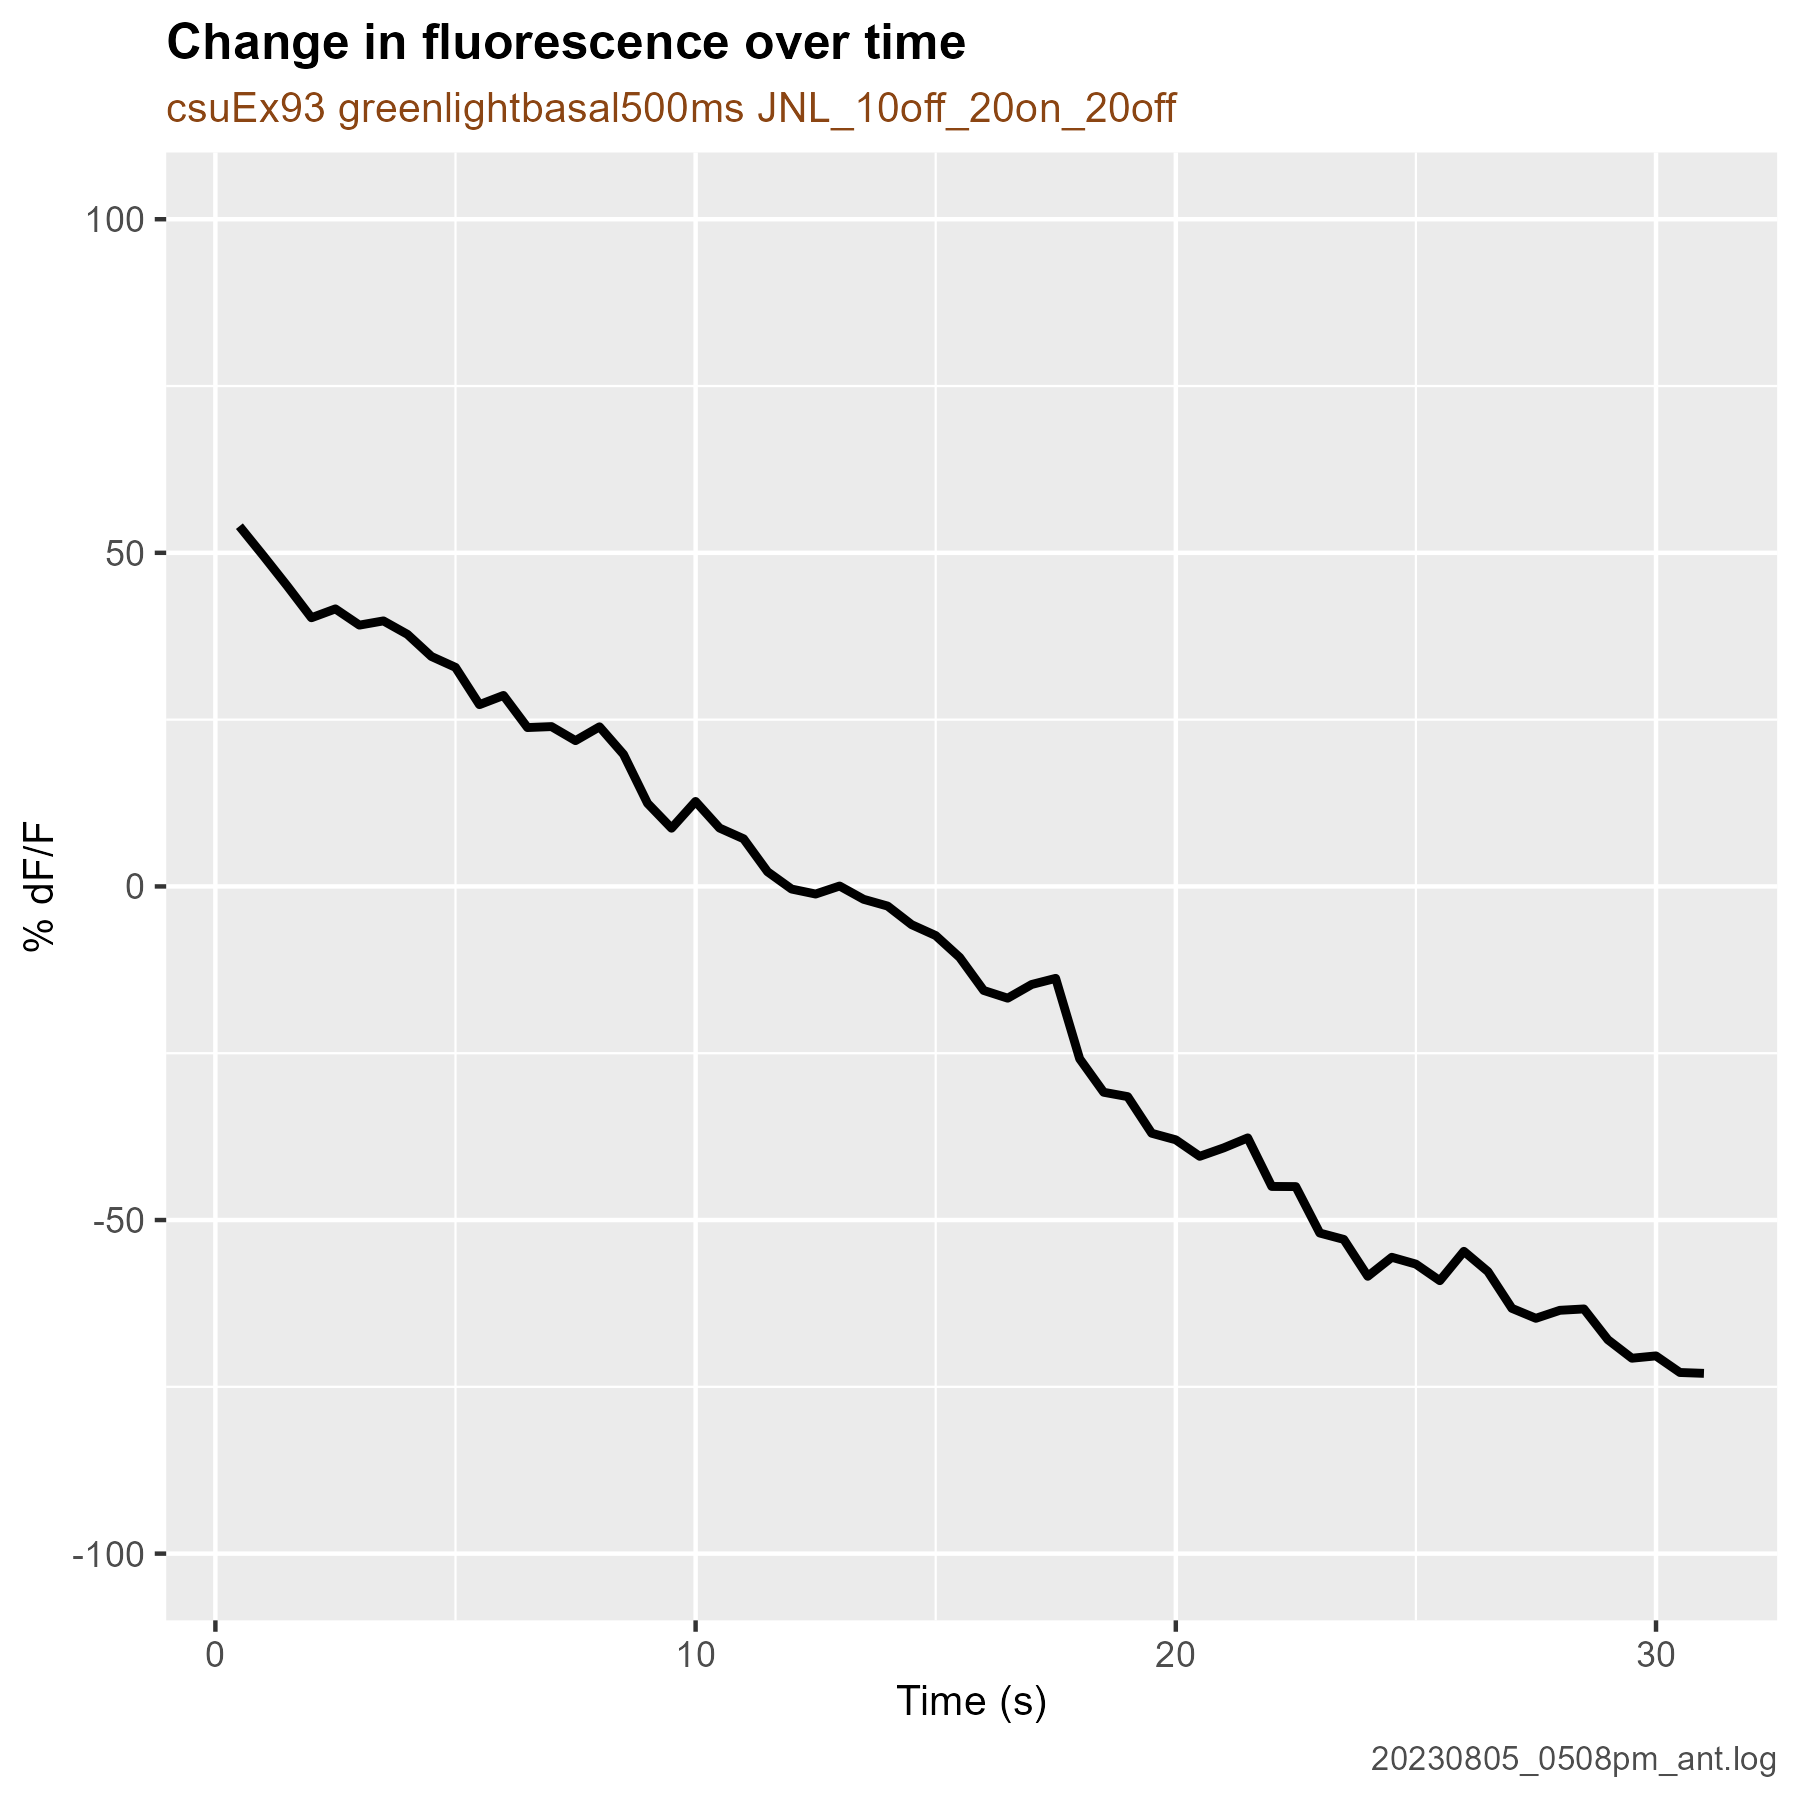 Change in fluorescence over time
csuEx93 greenlightbasal500ms JNL_10off_20on_20off
100
50
0
-50
-100
% dF/F
0 10 20 30
Time (s)
20230805_0508pm_ant.log